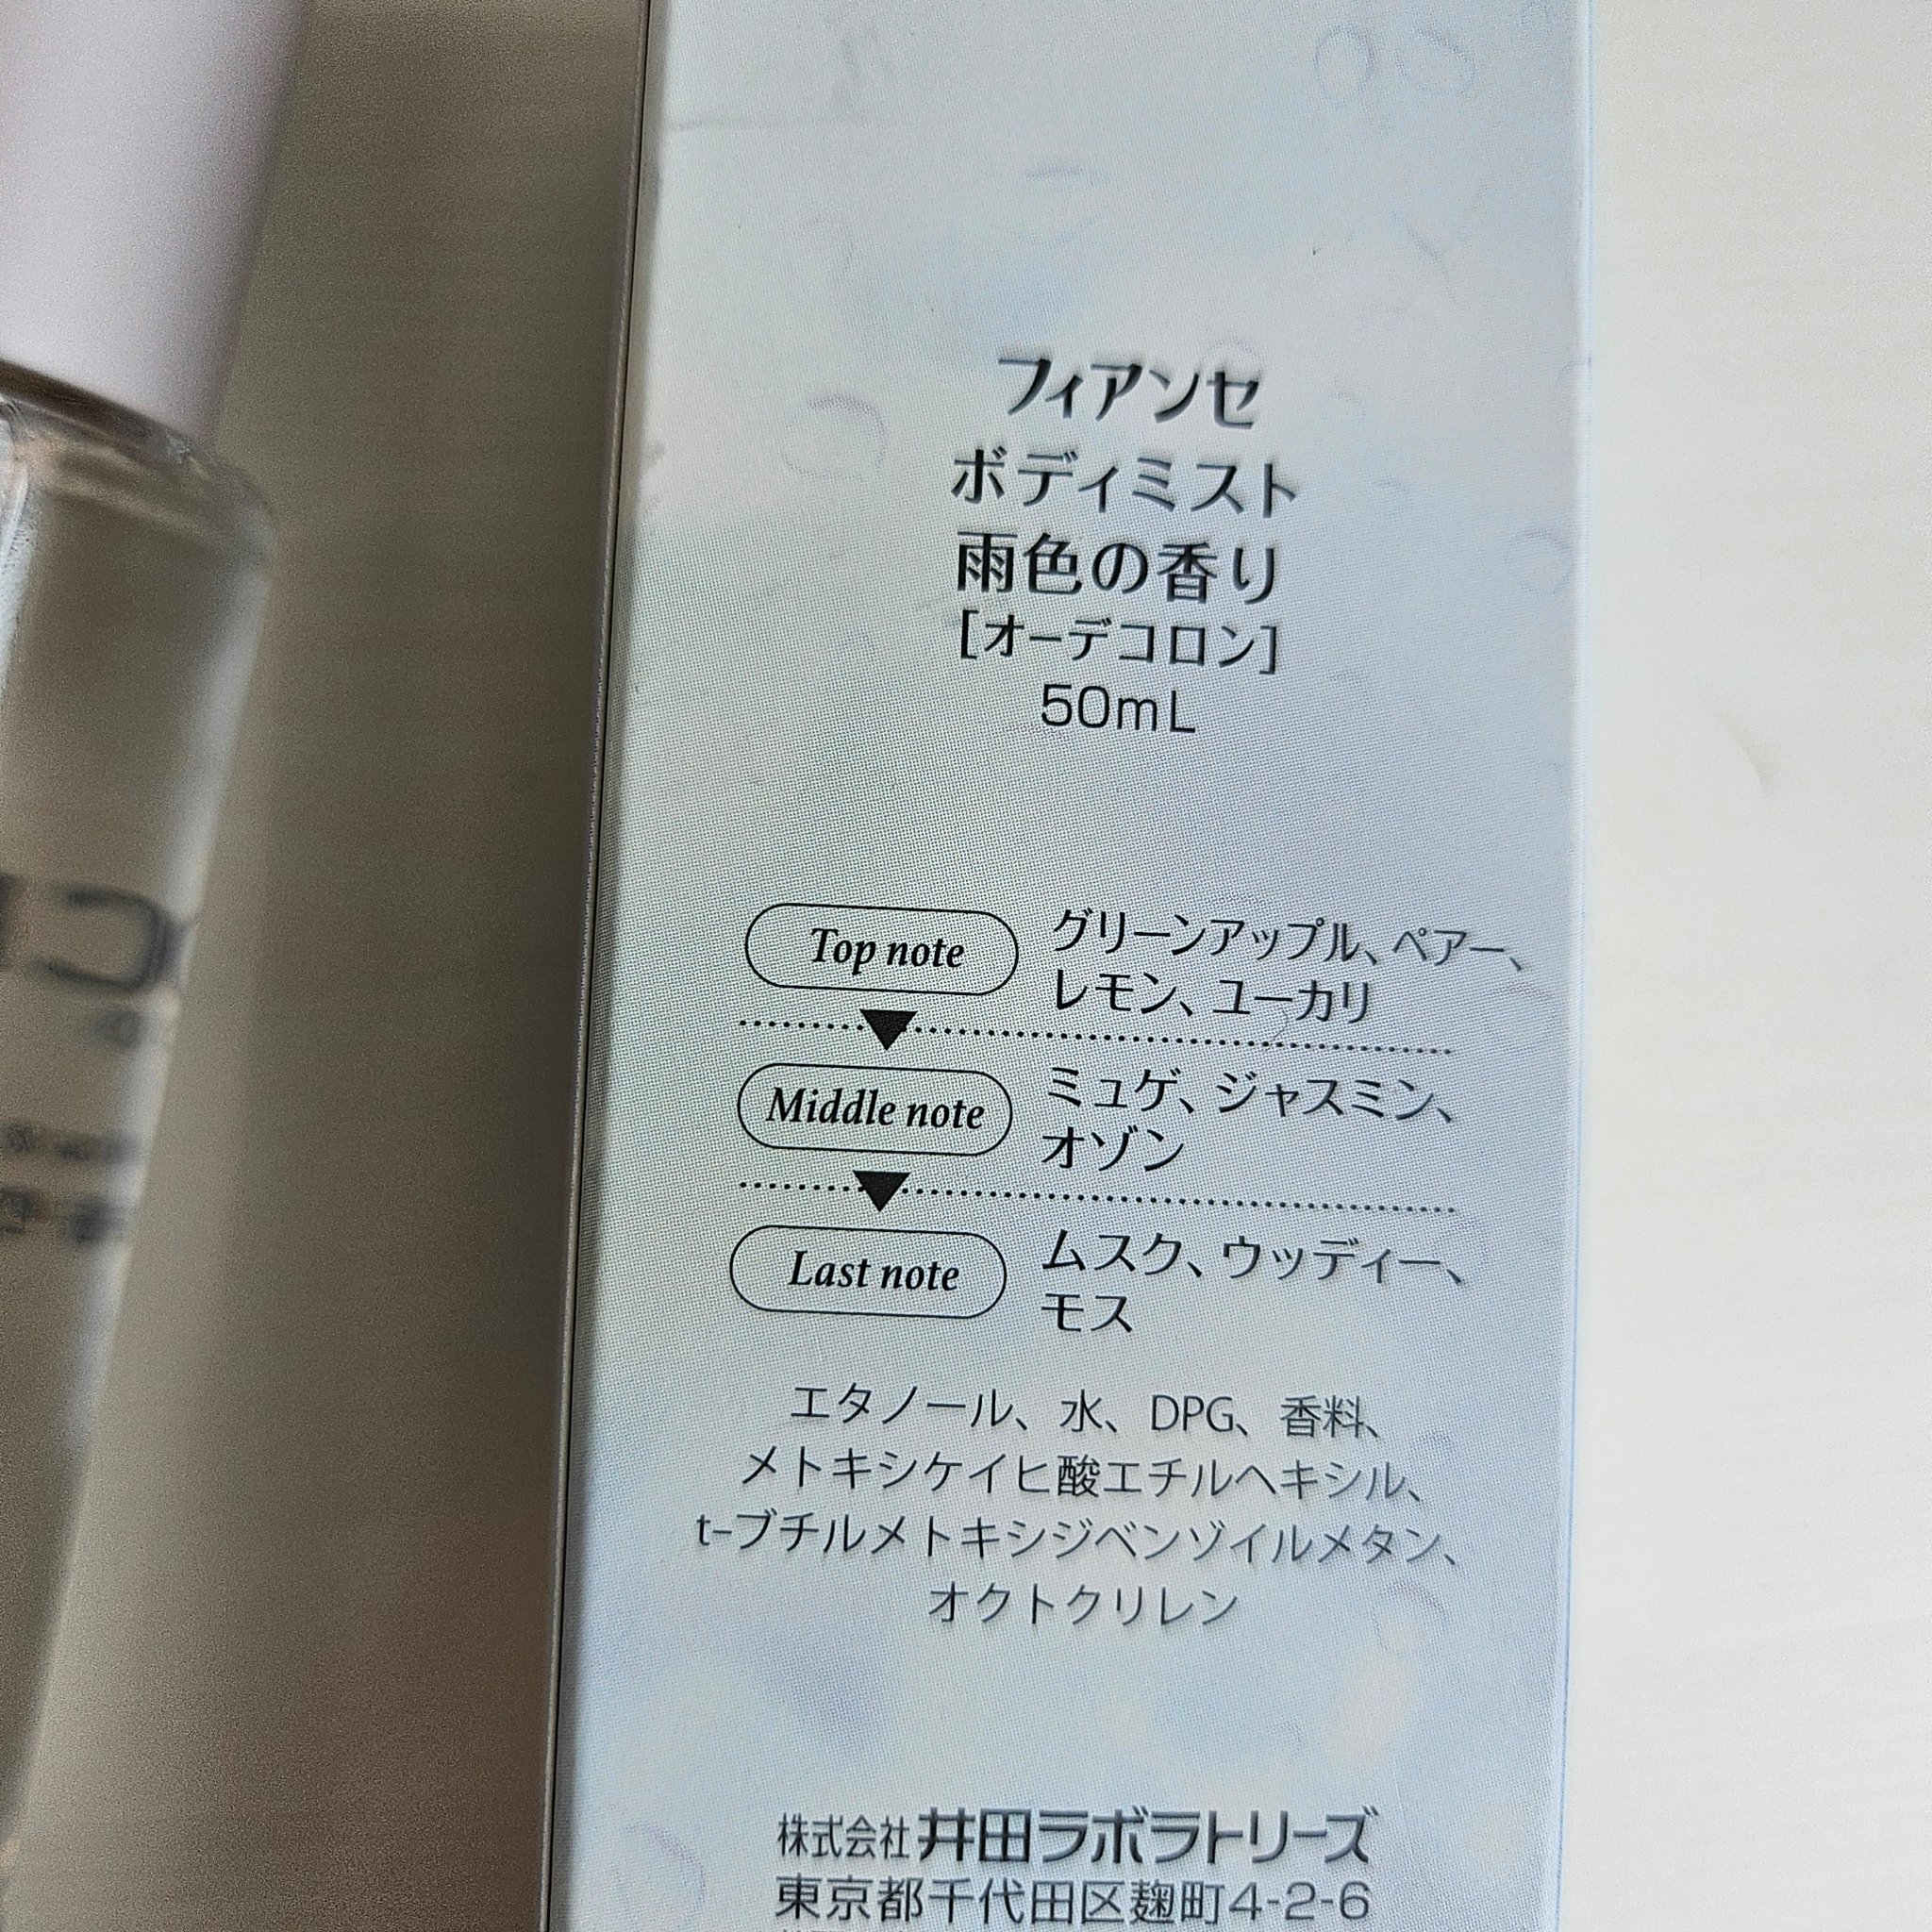 フィアンセ
ボディミスト
雨色の香り
[オーデコロン]
50mL
Top note
グリーンアップル、ペアー、
レモン、ユーカリ
Middle note
ミュゲ、ジャスミン、
オゾン
Last note
ムスク、ウッディー、
モス
エタノール、水、DPG、香料、
メトキシケイヒ酸エチルヘキシル、
t-ブチルメトキシジベンゾイルメタン、
オクトクリレン
株式会社井田ラボラトリーズ
東京都千代田区麹町4-2-6